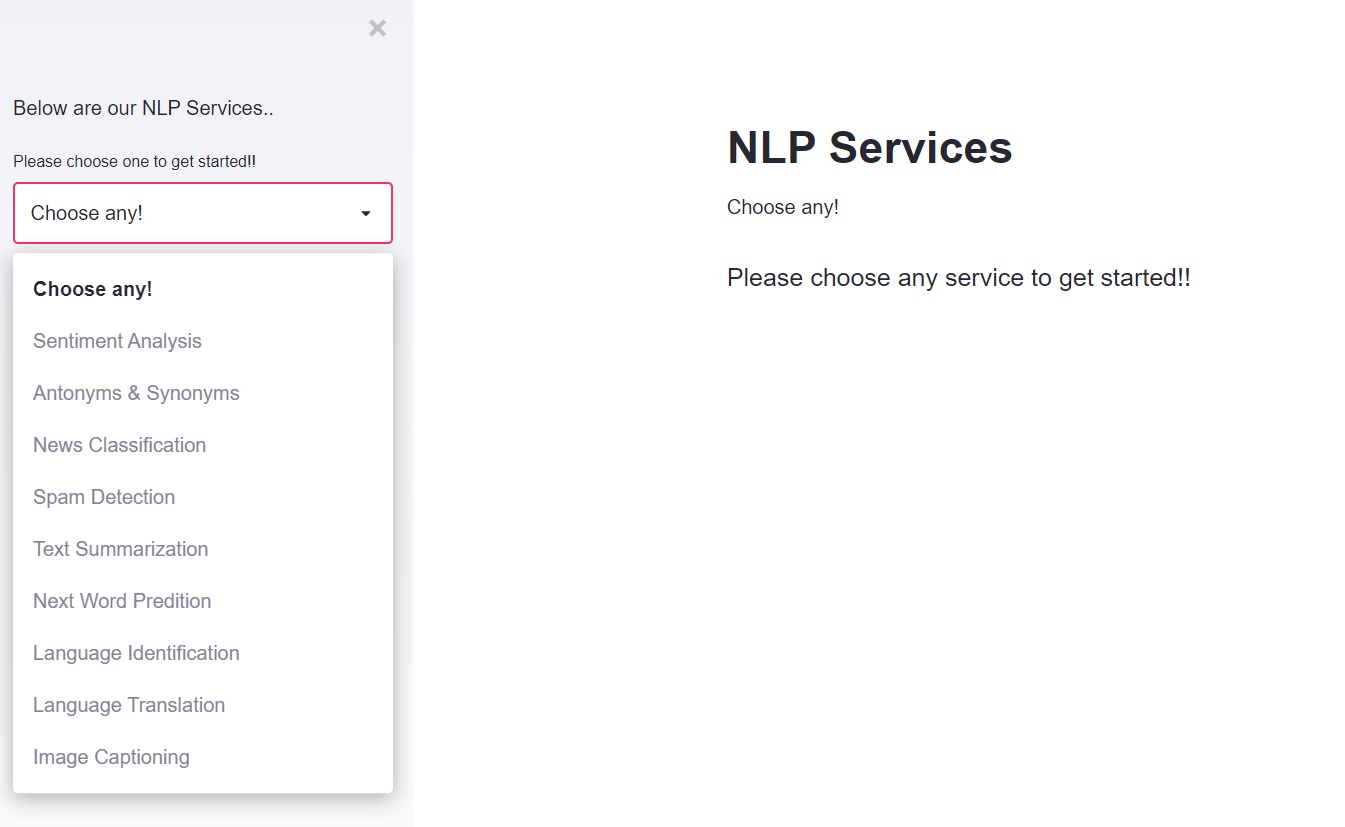 Below are our NLP Services..
Please choose one to get started!!
Choose any!
Choose any!
Sentiment Analysis
Antonyms & Synonyms
News Classification
Spam Detection
Text Summarization
Next Word Predition
Language Identification
Language Translation
Image Captioning
NLP Services
Choose any!
Please choose any service to get started!!